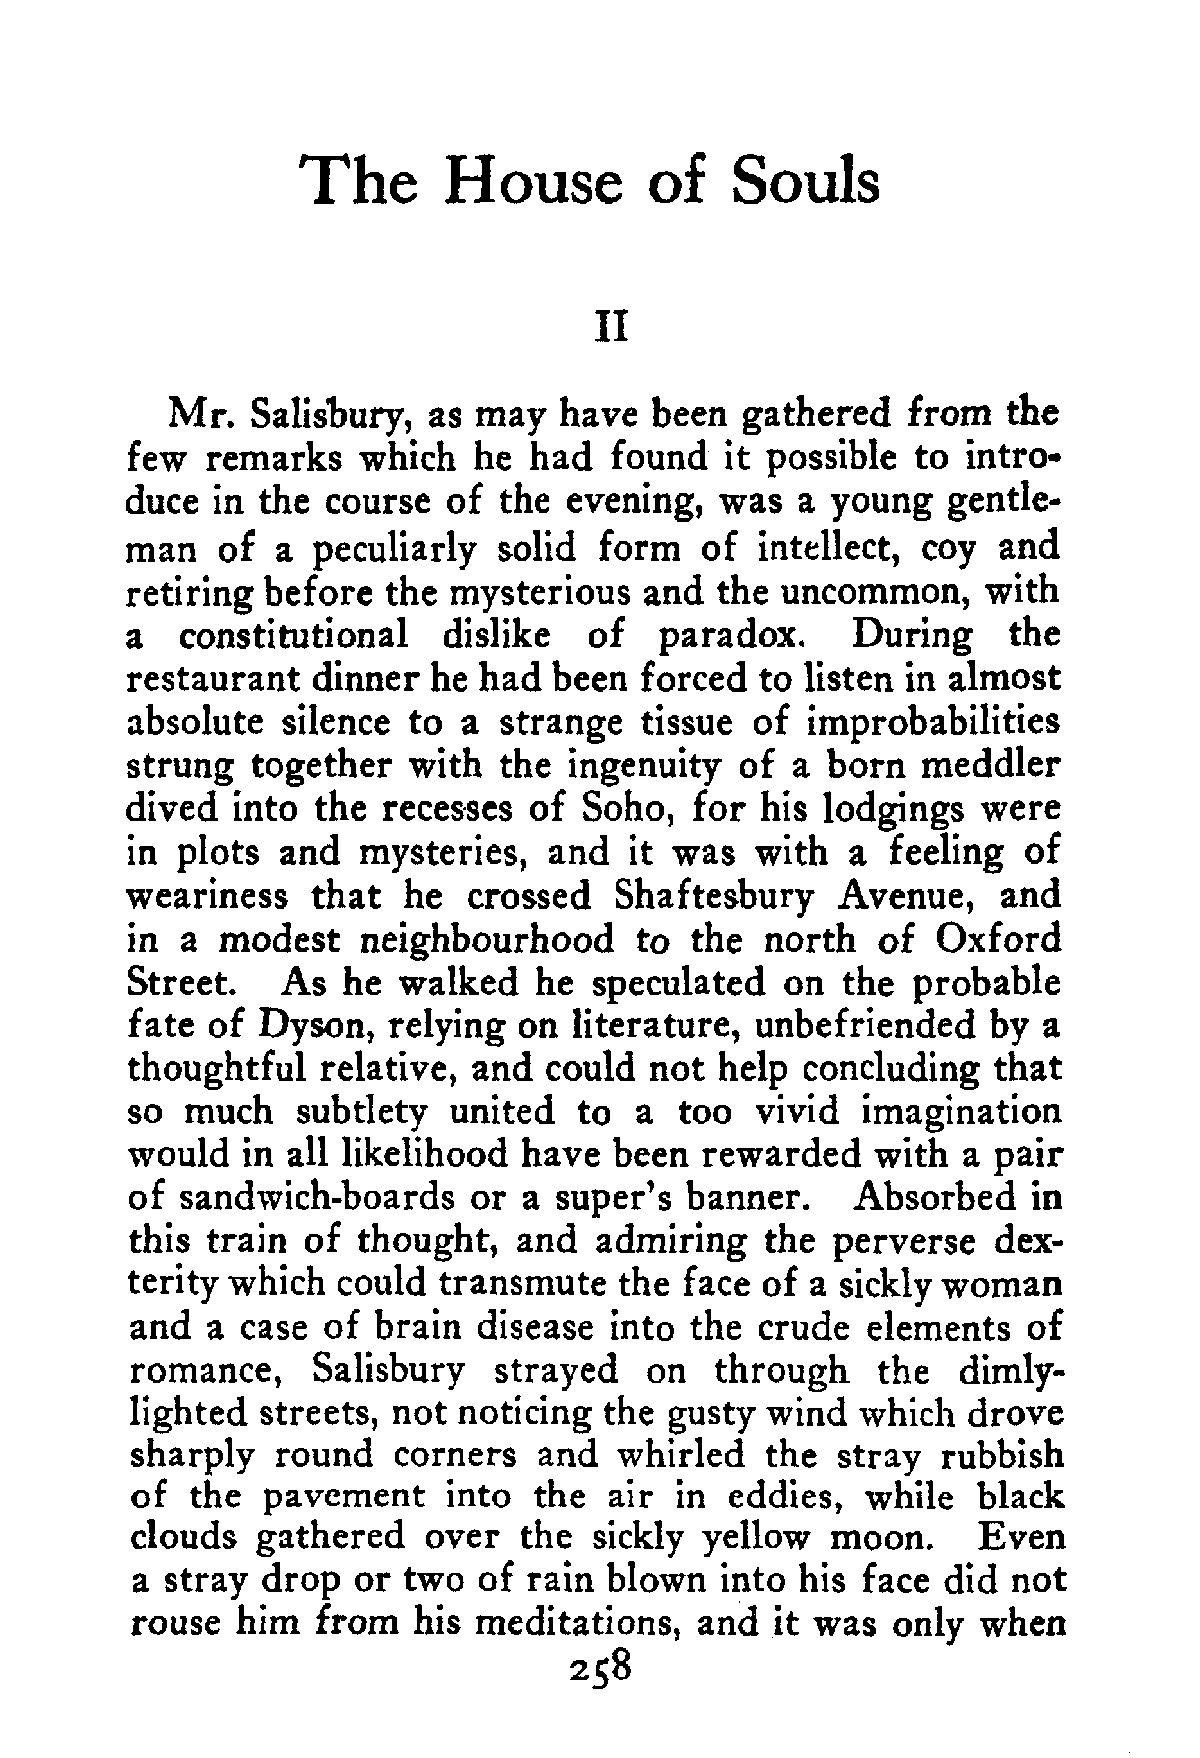 The House of Souls
II
Mr. Salisbury, as may have been gathered from the
few remarks which he had found it possible to intro-
duce in the course of the evening, was a young gentle-
man of a peculiarly solid form of intellect, coy and
retiring before the mysterious and the uncommon, with
a constitutional dislike of paradox. During the
restaurant dinner he had been forced to listen in almost
absolute silence to a strange tissue of improbabilities
strung together with the ingenuity of a born meddler
dived into the recesses of Soho, for his lodgings were
in plots and mysteries, and it was with a feeling of
weariness that he crossed Shaftesbury Avenue, and
in a modest neighbourhood to the north of Oxford
Street. As he walked he speculated on the probable
fate of Dyson, relying on literature, unbefriended by a
thoughtful relative, and could not help concluding that
so much subtlety united to a too vivid imagination
would in all likelihood have been rewarded with a pair
of sandwich-boards or a super's banner. Absorbed in
this train of thought, and admiring the perverse dex-
terity which could transmute the face of a sickly woman
and a case of brain disease into the crude elements of
romance, Salisbury strayed on through the dimly-
lighted streets, not noticing the gusty wind which drove
sharply round corners and whirled the stray rubbish
of the pavement into the air in eddies, while black
clouds gathered over the sickly yellow moon. Even
a stray drop or two of rain blown into his face did not
rouse him from his meditations, and it was only when
258